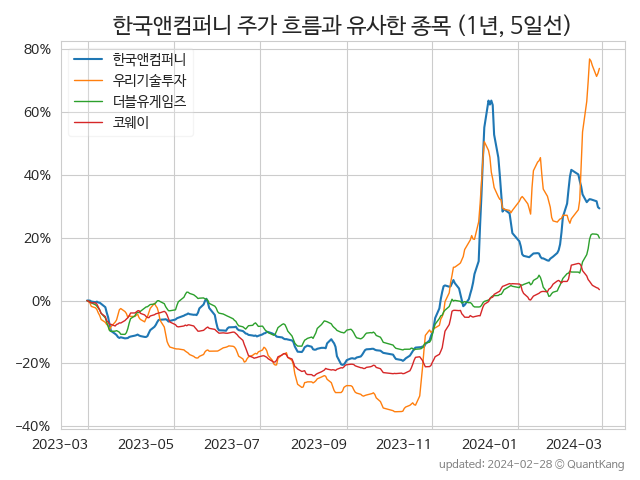 한국앤컴퍼니 주가 흐름과 유사한 종목 (1년, 5일선)
80%
60%
40%
20%
0%
−20%
−40%
한국앤컴퍼니
우리기술투자
더블유게임즈
코웨이
2023-03 2023-05 2023-07 2023-09 2023-11 2024-01 2024-03
updated: 2024-02-28 © QuantKang